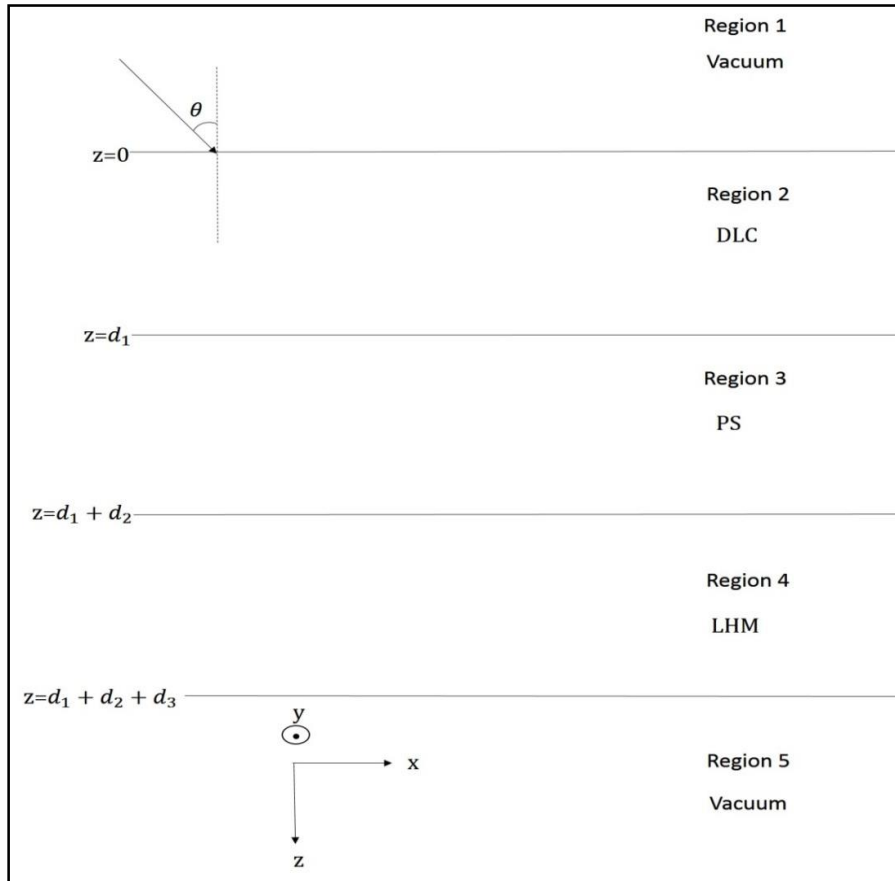 Region 1
Vacuum
θ
z=0
Region 2
DLC
z=d₁
Region 3
PS
z=d₁ + d₂
Region 4
LHM
z=d₁ + d₂ + d₃
y
x
Region 5
Vacuum
z